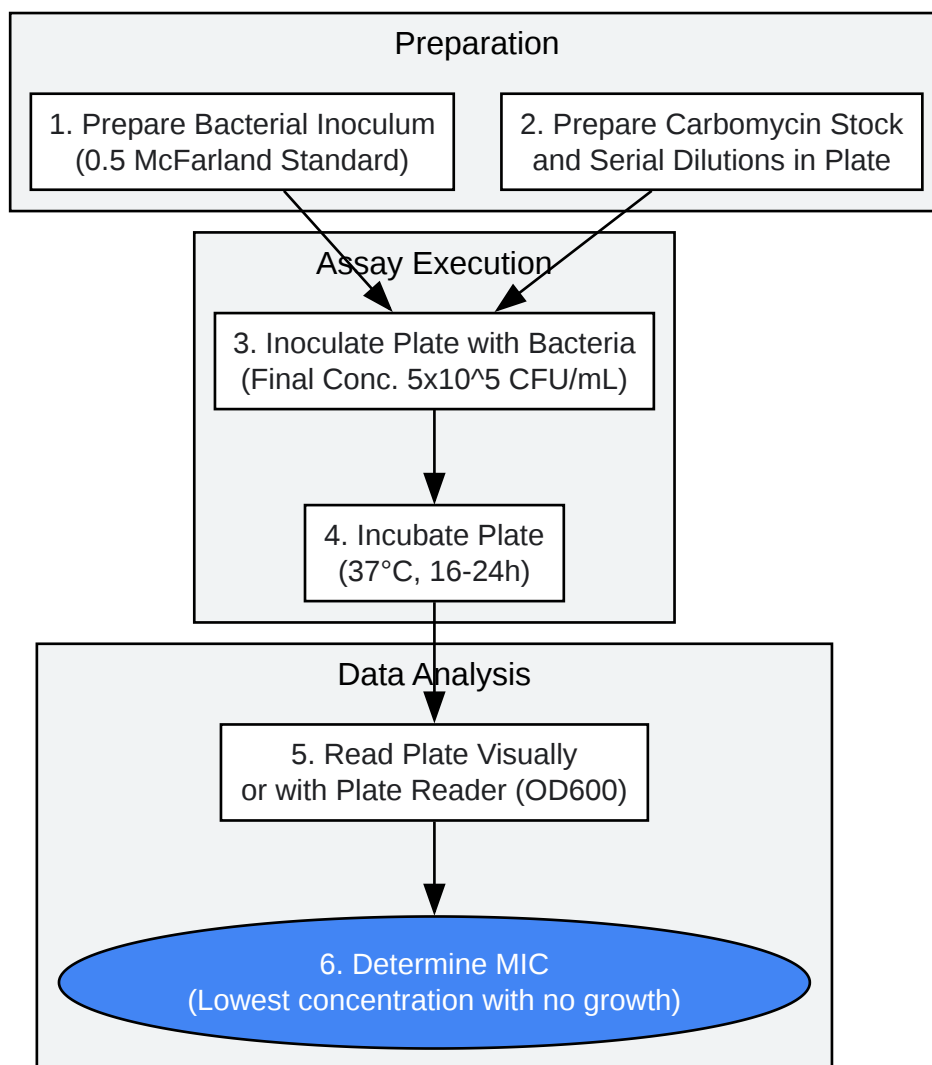 Preparation
1. Prepare Bacterial Inoculum
(0.5 McFarland Standard)
2. Prepare Carbomycin Stock
and Serial Dilutions in Plate
Assay Execution
3. Inoculate Plate with Bacteria
(Final Conc. 5x10^5 CFU/mL)
4. Incubate Plate
(37°C, 16-24h)
Data Analysis
5. Read Plate Visually
or with Plate Reader (OD600)
6. Determine MIC
(Lowest concentration with no growth)